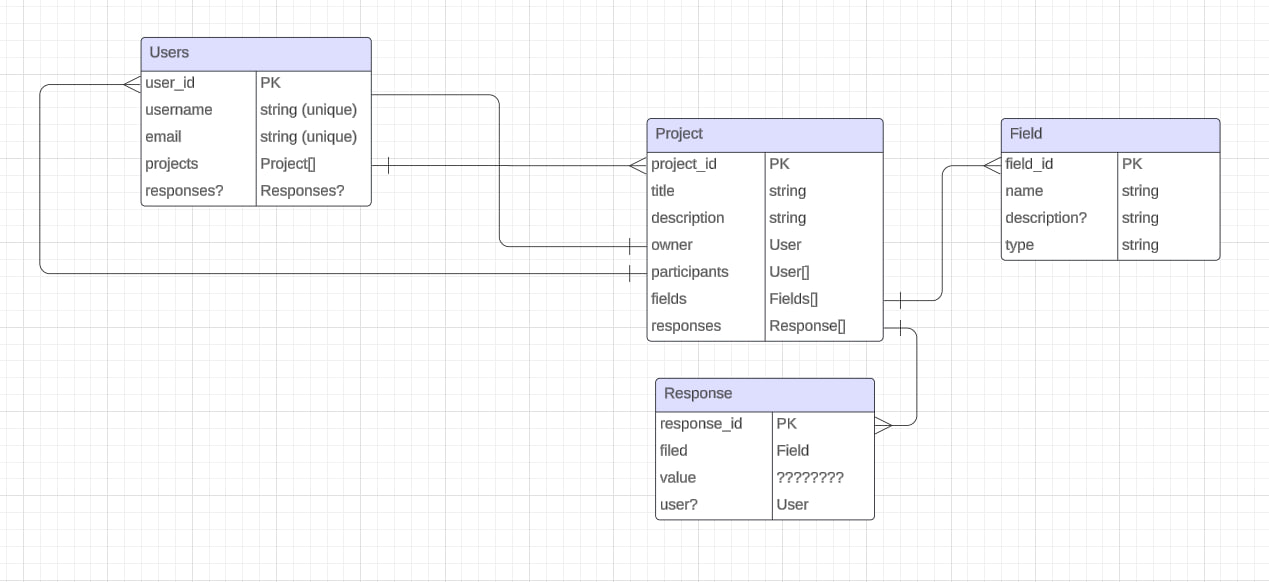 Users
user_id PK
username string (unique)
email string (unique)
projects Project[]
responses? Responses?
Project
project_id PK
title string
description string
owner User
participants User[]
fields Fields[]
responses Response[]
Field
field_id PK
name string
description? string
type string
Response
response_id PK
filed Field
value ????????
user? User